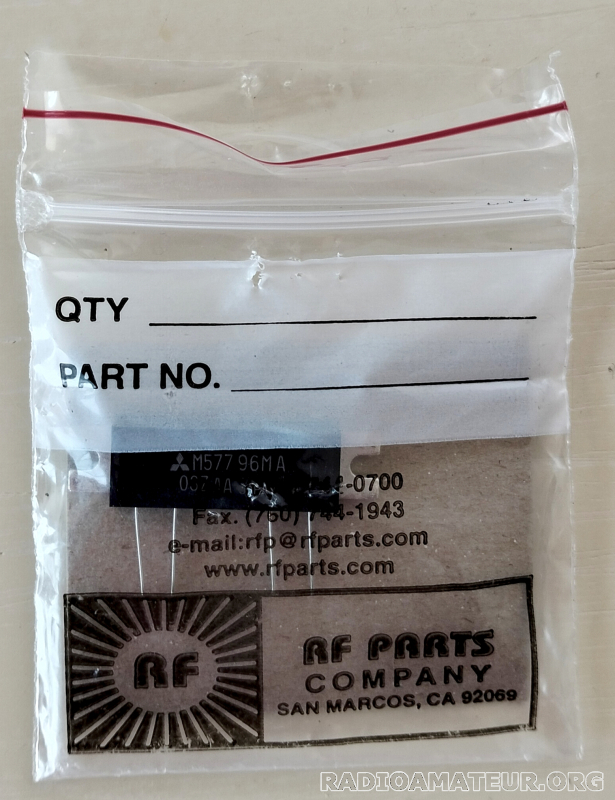 QTY
PART NO.
M57796MA
-0700
Fax. (760) 744-1943
e-mail:rfp@rfparts.com
www.rfparts.com
RF
RF PARTS
COMPANY
SAN MARCOS, CA 92069
RADIOAMATEUR.ORG